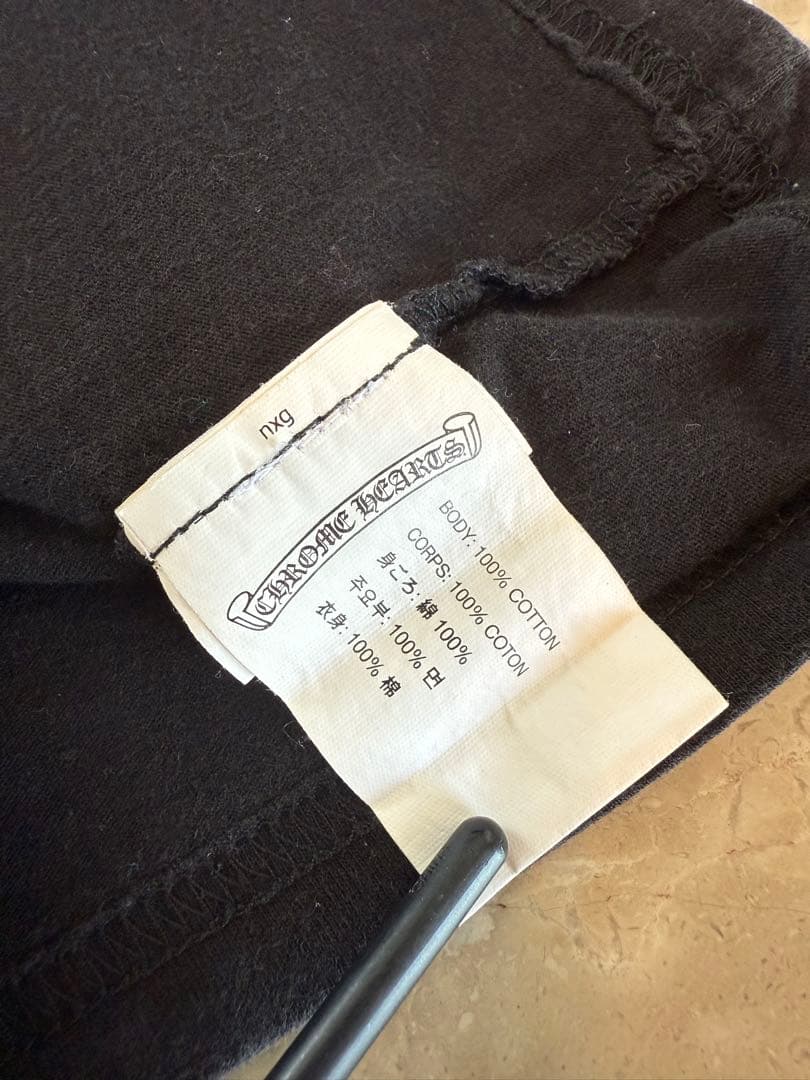 nxg
CHROME HEARTS
BODY: 100% COTTON
CORPS: 100% COTON
身ごろ: 綿 100%
주요부: 100% 면
衣身: 100% 棉